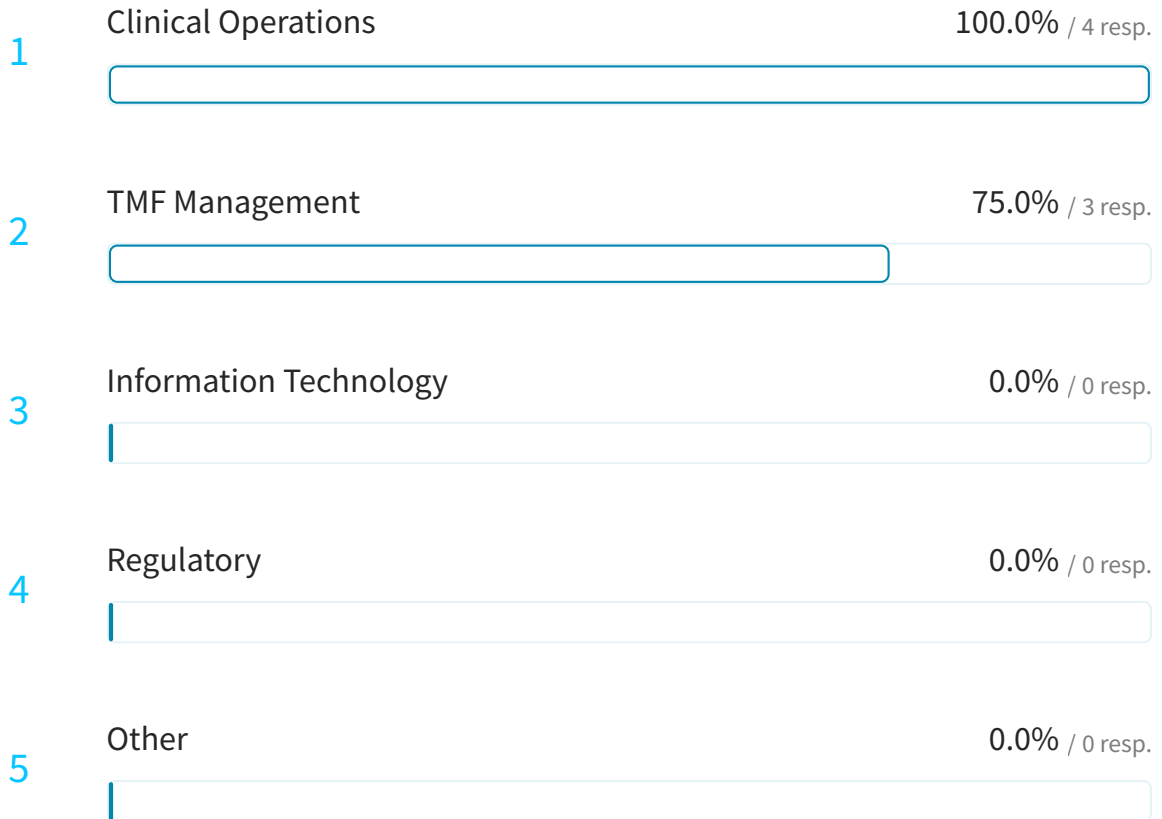 1
Clinical Operations 100.0% / 4 resp.
2
TMF Management 75.0% / 3 resp.
3
Information Technology 0.0% / 0 resp.
4
Regulatory 0.0% / 0 resp.
5
Other 0.0% / 0 resp.